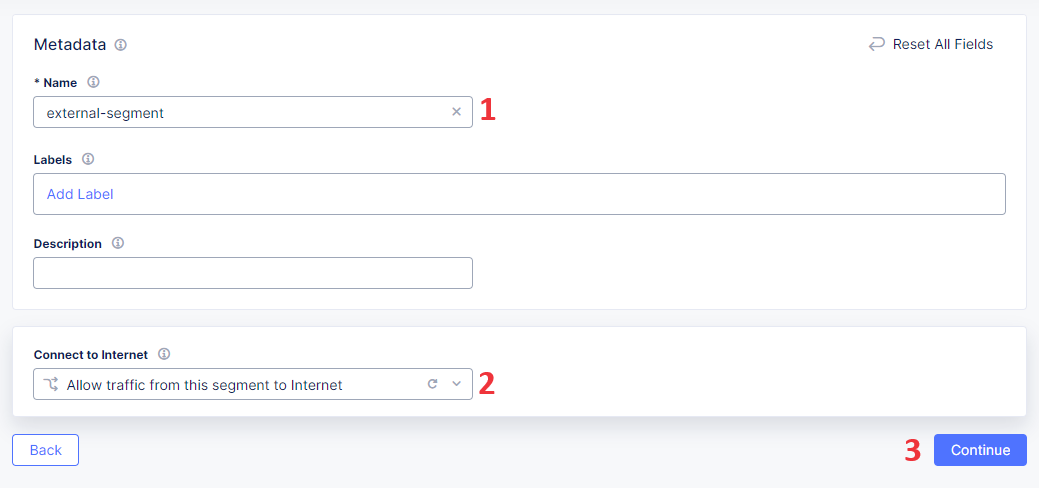 Metadata
Reset All Fields
* Name
external-segment
1
Labels
Add Label
Description
Connect to Internet
Allow traffic from this segment to Internet
2
Back
3
Continue